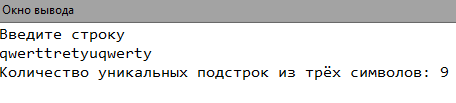 Окно вывода
Введите строку
qwerttretyuqwerty
Количество уникальных подстрок из трёх символов: 9